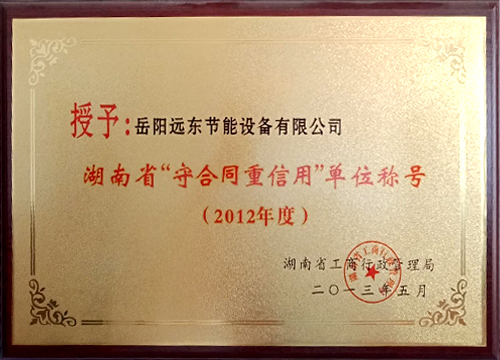 授予:岳阳远东节能设备有限公司
湖南省“守合同重信用”单位称号
(2012年度)
湖南省工商行政管理局
二〇一三年五月